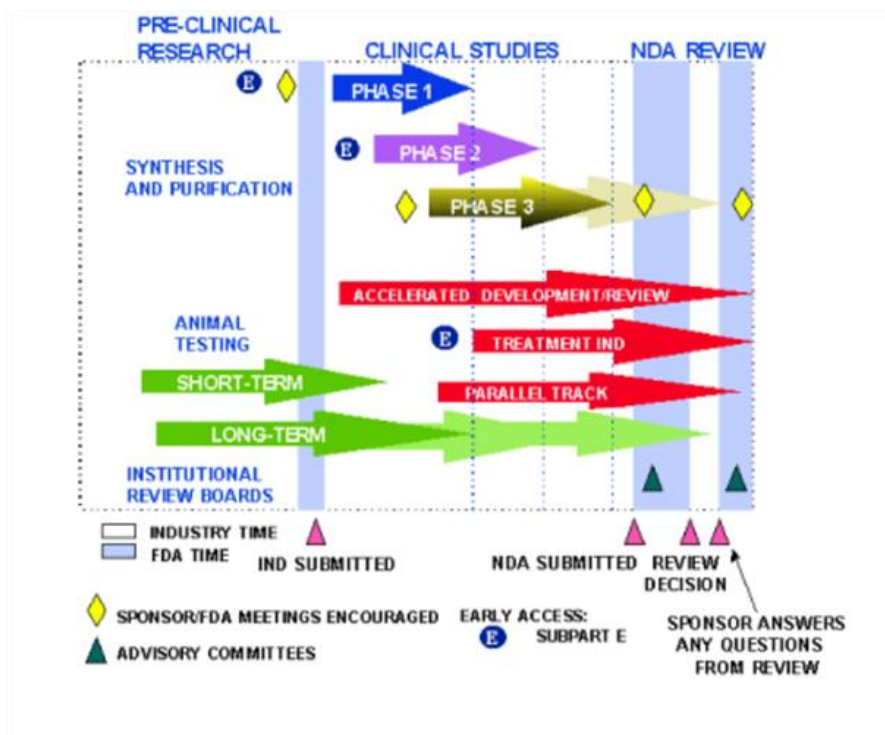 PRE-CLINICAL
RESEARCH
CLINICAL STUDIES
NDA REVIEW
E
PHASE 1
E
PHASE 2
SYNTHESIS
AND PURIFICATION
PHASE 3
ACCELERATED DEVELOPMENT/REVIEW
ANIMAL
TESTING
E
TREATMENT IND
SHORT-TERM
PARALLEL TRACK
LONG-TERM
INSTITUTIONAL
REVIEW BOARDS
INDUSTRY TIME
FDA TIME
IND SUBMITTED
NDA SUBMITTED
REVIEW
DECISION
SPONSOR/FDA MEETINGS ENCOURAGED
ADVISORY COMMITTEES
EARLY ACCESS:
E
SUBPART E
SPONSOR ANSWERS
ANY QUESTIONS
FROM REVIEW